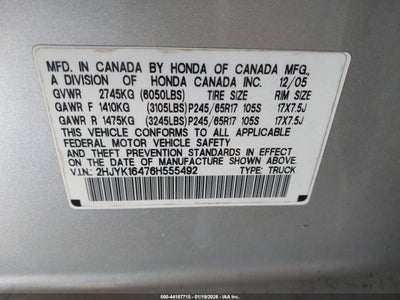 MFD. IN CANADA BY HONDA OF CANADA MFG.,
A DIVISION OF HONDA CANADA INC. 12/05
GVWR 2745KG (6050LBS) TIRE SIZE RIM SIZE
GAWR F 1410KG (3105LBS) P245/65R17 105S 17X7.5J
GAWR R 1475KG (3245LBS) P245/65R17 105S 17X7.5J
THIS VEHICLE CONFORMS TO ALL APPLICABLE
FEDERAL MOTOR VEHICLE SAFETY AND
THEFT PREVENTION STANDARDS IN EFFECT ON
THE DATE OF MANUFACTURE SHOWN ABOVE.
V.I.N.: 2HJYK16476H555492 TYPE: TRUCK
000-44187715 - 01/19/2026 - IAAI.CA